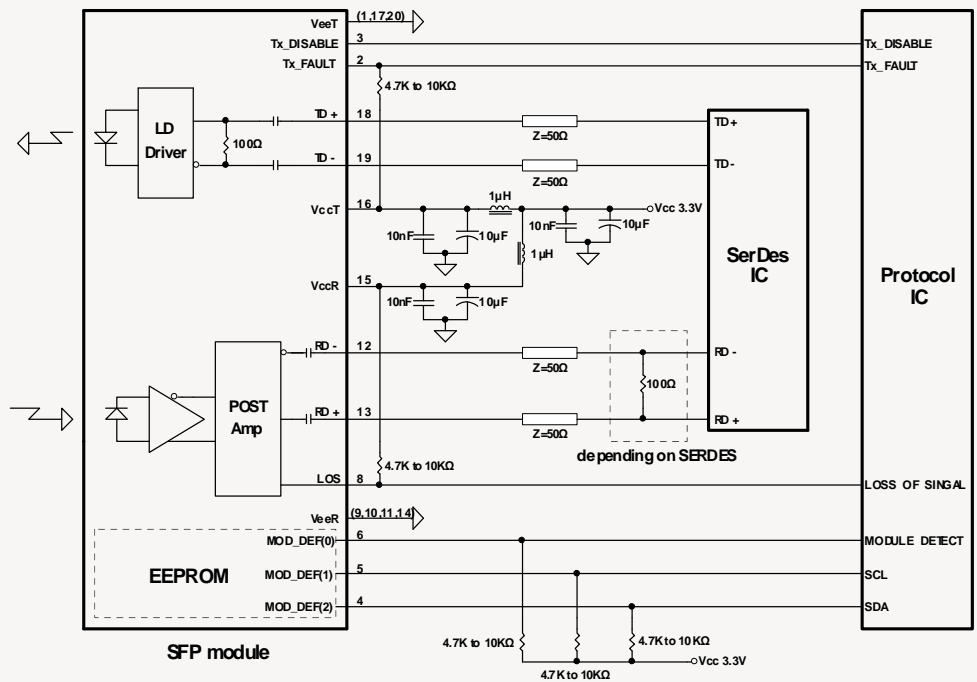 VeeT (1,17,20)
Tx_DISABLE 3 Tx_DISABLE
Tx_FAULT 2 Tx_FAULT
4.7K to 10KΩ
LD
Driver
100Ω
TD+ 18 TD+
Z=50Ω
TD- 19 TD-
Z=50Ω
VccT 16
1μH
Vcc 3.3V
10nF 10μF
10nF 10μF
1μH
SerDes
IC
Protocol
IC
VccR 15
10nF 10μF
RD - 12 RD -
Z=50Ω
100Ω
POST
Amp
RD + 13 RD +
Z=50Ω
depending on SERDES
4.7K to 10KΩ
LOS 8 LOSS OF SINGAL
VeeR (9,10,11,14)
MOD_DEF(0) 6 MODULE DETECT
EEPROM
MOD_DEF(1) 5 SCL
MOD_DEF(2) 4 SDA
4.7K to 10KΩ
4.7K to 10KΩ
4.7K to 10KΩ
Vcc 3.3V
SFP module